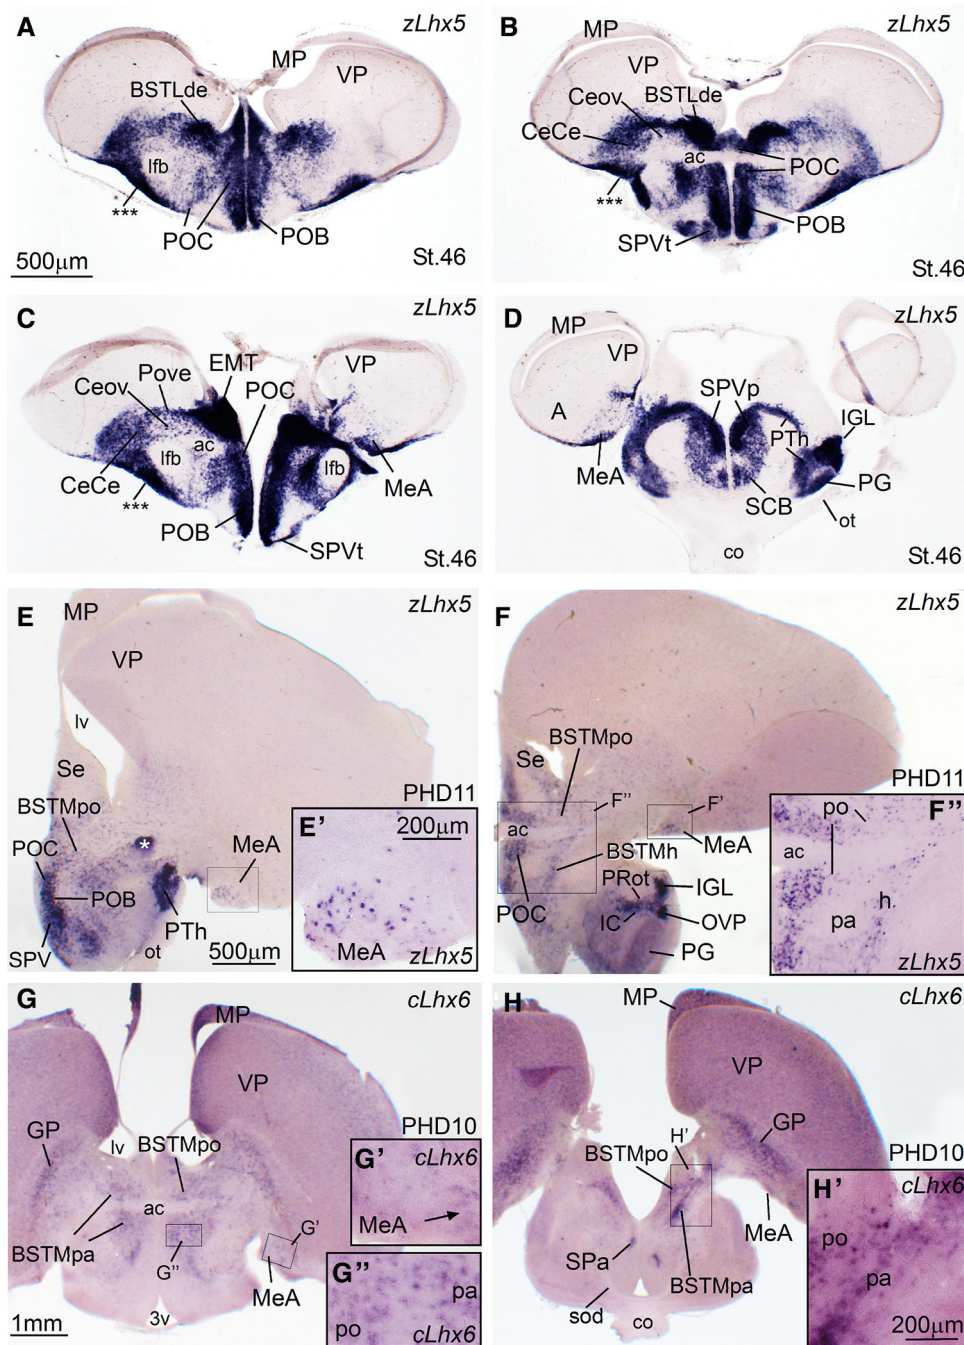 A
zLhx5
MP
VP
BSTLde
lfb
***
POC
POB
500µm
St.46
B
zLhx5
MP
VP
Ceov
BSTLde
CeCe
ac
POC
***
POB
SPVt
St.46
C
zLhx5
EMT
VP
Pove
POC
Ceov
ac
lfb
lfb
CeCe
MeA
***
POB
SPVt
St.46
D
zLhx5
MP
VP
SPVp
A
IGL
PTh
MeA
PG
SCB
ot
co
St.46
E
zLhx5
MP
VP
lv
Se
PHD11
BSTMpo
*
MeA
POC
POB
PTh
SPV
ot
500µm
E'
200µm
MeA
zLhx5
F
zLhx5
BSTMpo
Se
PHD11
F''
F'
ac
MeA
BSTMh
PRot
IGL
POC
IC
OVP
PG
F''
po
ac
h
pa
zLhx5
G
cLhx6
MP
VP
PHD10
GP
lv
BSTMpo
ac
BSTMpa
G''
G'
MeA
3v
1mm
G'
cLhx6
MeA
G''
pa
po
cLhx6
H
cLhx6
MP
VP
GP
H'
BSTMpo
PHD10
MeA
SPa
BSTMpa
sod
co
H'
cLhx6
po
pa
200µm